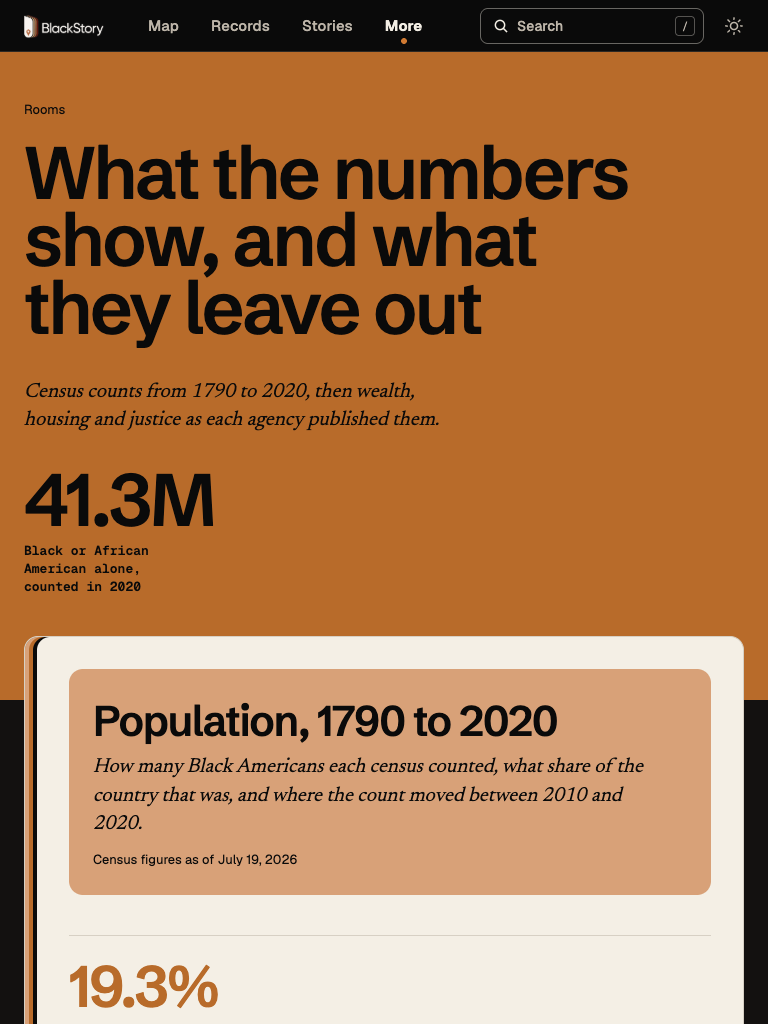 BlackStory
Map
Records
Stories
More
Search
/
Rooms
What the numbers
show, and what
they leave out
Census counts from 1790 to 2020, then wealth,
housing and justice as each agency published them.
41.3M
Black or African
American alone,
counted in 2020
Population, 1790 to 2020
How many Black Americans each census counted, what share of the
country that was, and where the count moved between 2010 and
2020.
Census figures as of July 19, 2026
19.3%